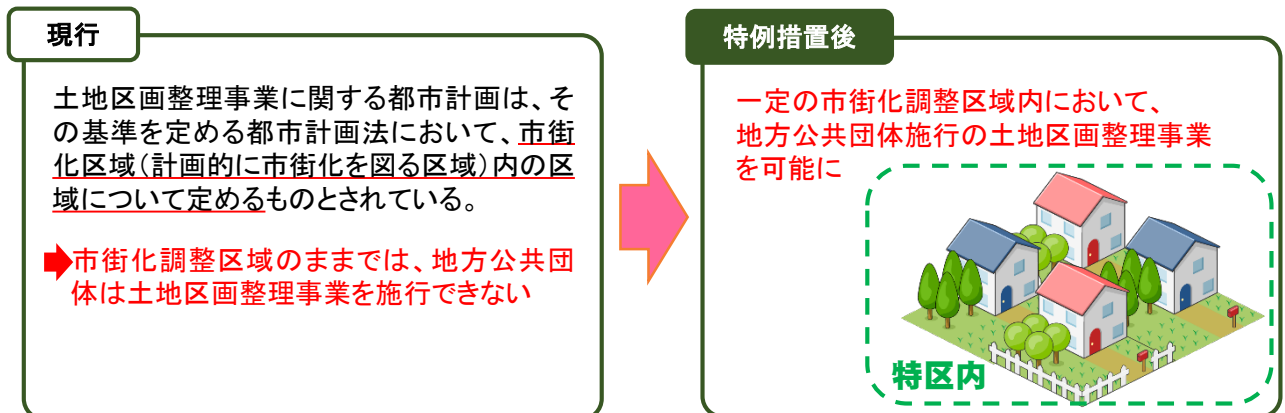 現行
土地区画整理事業に関する都市計画は、そ
の基準を定める都市計画法において、市街
化区域(計画的に市街化を図る区域)内の区
域について定めるものとされている。
市街化調整区域のままでは、地方公共団
体は土地区画整理事業を施行できない
特例措置後
一定の市街化調整区域内において、
地方公共団体施行の土地区画整理事業
を可能に
特区内